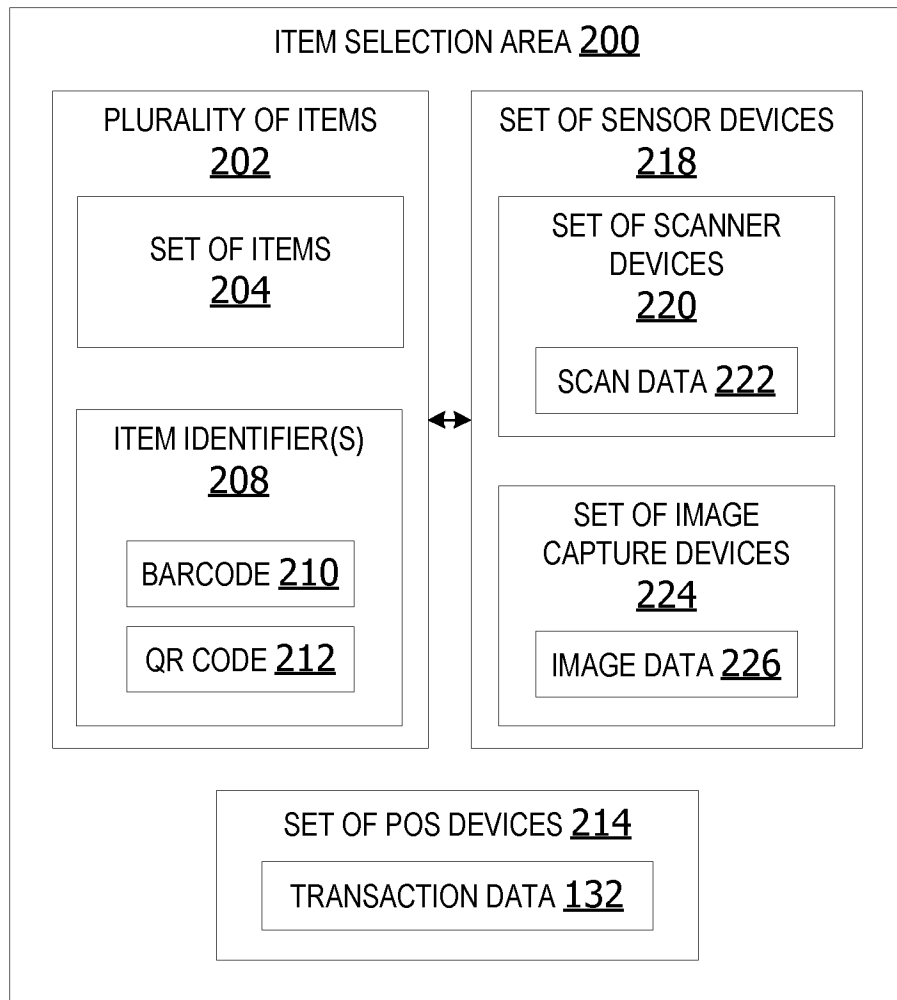 ITEM SELECTION AREA 200
PLURALITY OF ITEMS
202
SET OF ITEMS
204
ITEM IDENTIFIER(S)
208
BARCODE 210
QR CODE 212
SET OF SENSOR DEVICES
218
SET OF SCANNER
DEVICES
220
SCAN DATA 222
SET OF IMAGE
CAPTURE DEVICES
224
IMAGE DATA 226
SET OF POS DEVICES 214
TRANSACTION DATA 132